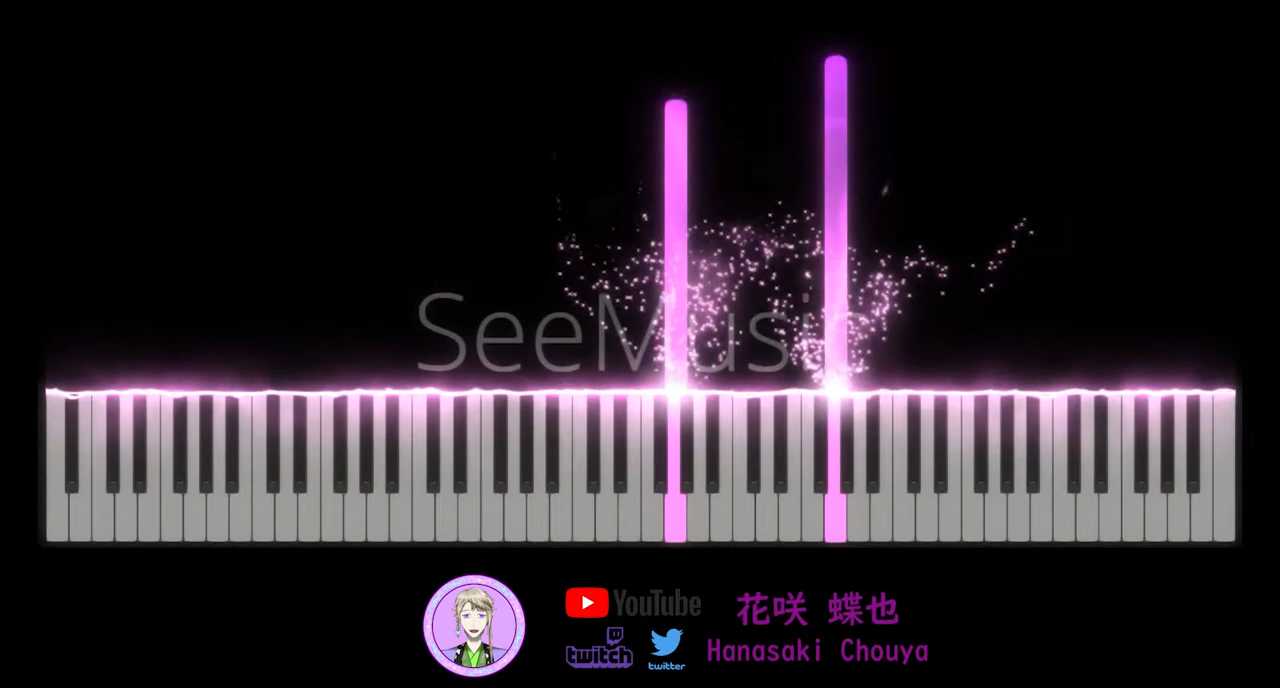 SeeMusic
YouTube
花咲 蝶也
twitch
twitter
Hanasaki Chouya